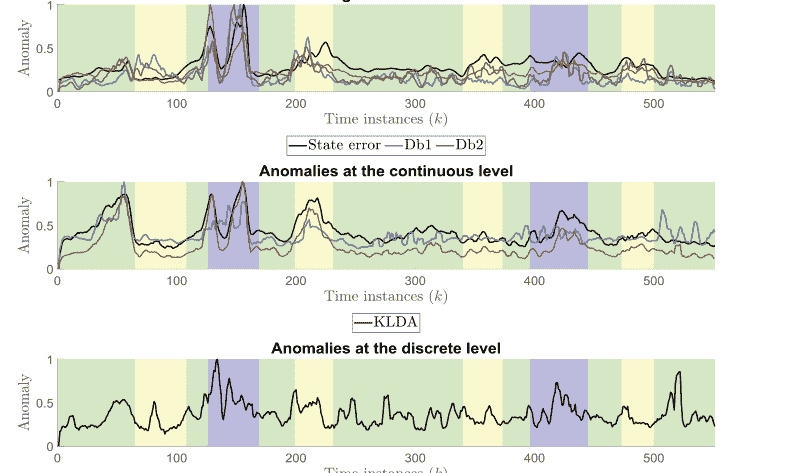 1
0.5
0
Anomaly
0 100 200 300 400 500
Time instances (k)
State error Db1 Db2
Anomalies at the continuous level
1
0.5
0
Anomaly
0 100 200 300 400 500
Time instances (k)
KLDA
Anomalies at the discrete level
1
0.5
0
Anomaly
0 100 200 300 400 500
Time instances (k)